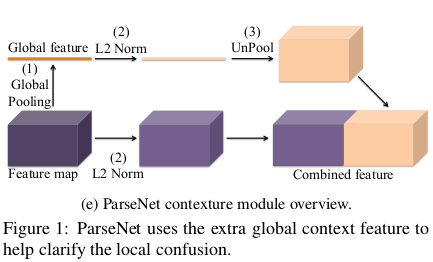 (2)
(3)
Global feature
L2 Norm
UnPool
(1)
Global
Pooling
(2)
Feature map
L2 Norm
Combined feature
(e) ParseNet contexture module overview.
Figure 1: ParseNet uses the extra global context feature to
help clarify the local confusion.